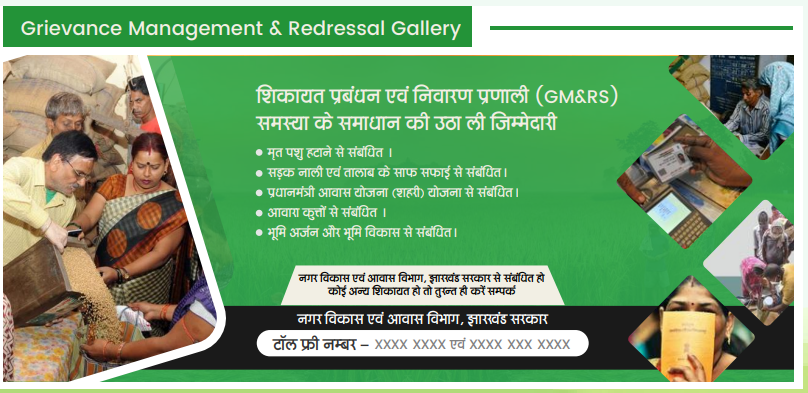 Grievance Management & Redressal Gallery
शिकायत प्रबंधन एवं निवारण प्रणाली (GM&RS)
समस्या के समाधान की उठा ली जिम्मेदारी
● मृत पशु हटाने से संबंधित ।
● सड़क नाली एवं तालाब के साफ सफाई से संबंधित।
● प्रधानमंत्री आवास योजना (शहरी) योजना से संबंधित।
● आवारा कुत्तों से संबंधित ।
● भूमि अर्जन और भूमि विकास से संबंधित।
नगर विकास एवं आवास विभाग, झारखंड सरकार से संबंधित हो
कोई अन्य शिकायत हो तो तुरन्त ही करें सम्पर्क
नगर विकास एवं आवास विभाग, झारखंड सरकार
टॉल फ्री नम्बर – XXXX XXXX एवं XXXX XXX XXXX